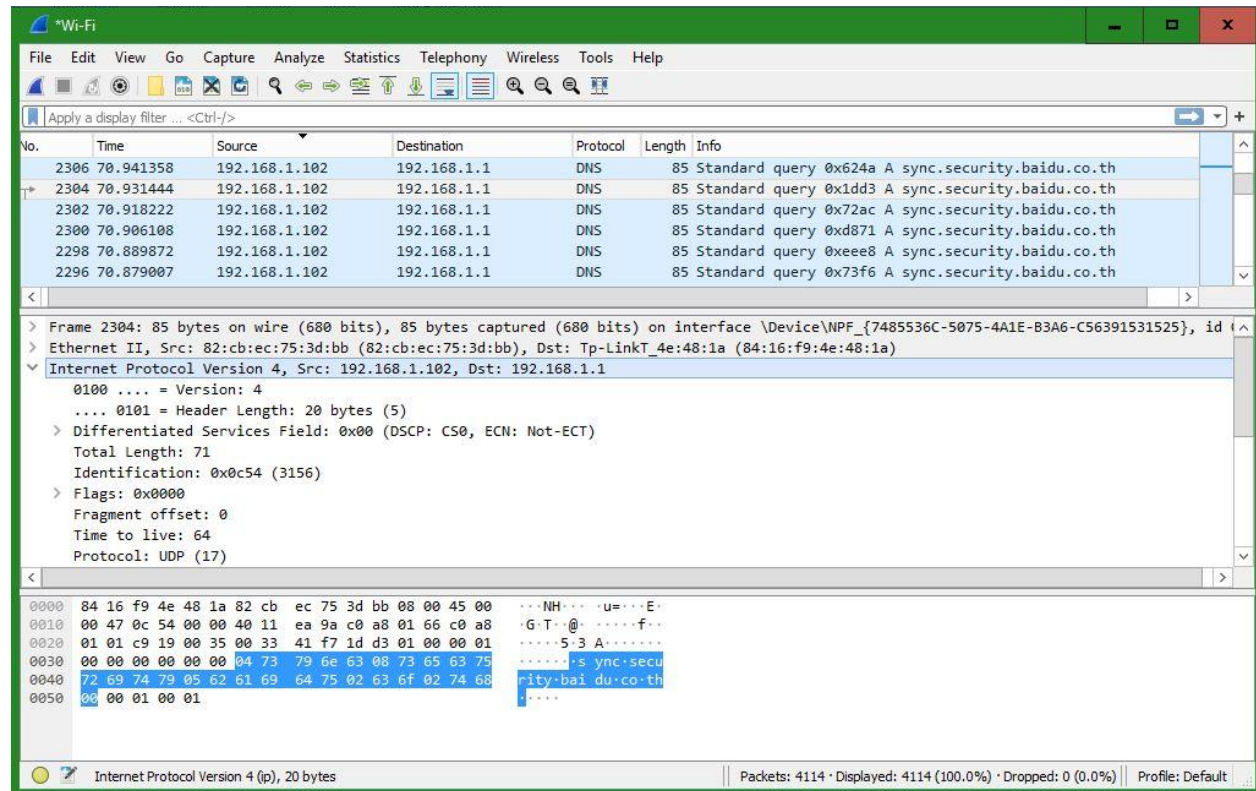 *Wi-Fi
File Edit View Go Capture Analyze Statistics Telephony Wireless Tools Help
Apply a display filter ... <Ctrl-/>
No. Time Source Destination Protocol Length Info
2306 70.941358 192.168.1.102 192.168.1.1 DNS 85 Standard query 0x624a A sync.security.baidu.co.th
2304 70.931444 192.168.1.102 192.168.1.1 DNS 85 Standard query 0x1dd3 A sync.security.baidu.co.th
2302 70.918222 192.168.1.102 192.168.1.1 DNS 85 Standard query 0x72ac A sync.security.baidu.co.th
2300 70.906108 192.168.1.102 192.168.1.1 DNS 85 Standard query 0xd871 A sync.security.baidu.co.th
2298 70.889872 192.168.1.102 192.168.1.1 DNS 85 Standard query 0xeee8 A sync.security.baidu.co.th
2296 70.879007 192.168.1.102 192.168.1.1 DNS 85 Standard query 0x73f6 A sync.security.baidu.co.th
Frame 2304: 85 bytes on wire (680 bits), 85 bytes captured (680 bits) on interface \Device\NPF_{7485536C-5075-4A1E-B3A6-C56391531525}, id
Ethernet II, Src: 82:cb:ec:75:3d:bb (82:cb:ec:75:3d:bb), Dst: Tp-LinkT_4e:48:1a (84:16:f9:4e:48:1a)
Internet Protocol Version 4, Src: 192.168.1.102, Dst: 192.168.1.1
0100 .... = Version: 4
.... 0101 = Header Length: 20 bytes (5)
Differentiated Services Field: 0x00 (DSCP: CS0, ECN: Not-ECT)
Total Length: 71
Identification: 0x0c54 (3156)
Flags: 0x0000
Fragment offset: 0
Time to live: 64
Protocol: UDP (17)
0000 84 16 f9 4e 48 1a 82 cb ec 75 3d bb 08 00 45 00 ···NH··· ·u=···E·
0010 00 47 0c 54 00 00 40 11 ea 9a c0 a8 01 66 c0 a8 ·G·T··@· ·····f··
0020 01 01 c9 19 00 35 00 33 41 f7 1d d3 01 00 00 01 ·····5·3 A·······
0030 00 00 00 00 00 00 04 73 79 6e 63 08 73 65 63 75 ·······s ync·secu
0040 72 69 74 79 05 62 61 69 64 75 02 63 6f 02 74 68 rity·bai du·co·th
0050 00 00 01 00 01 ·····
Internet Protocol Version 4 (ip), 20 bytes Packets: 4114 · Displayed: 4114 (100.0%) · Dropped: 0 (0.0%) Profile: Default